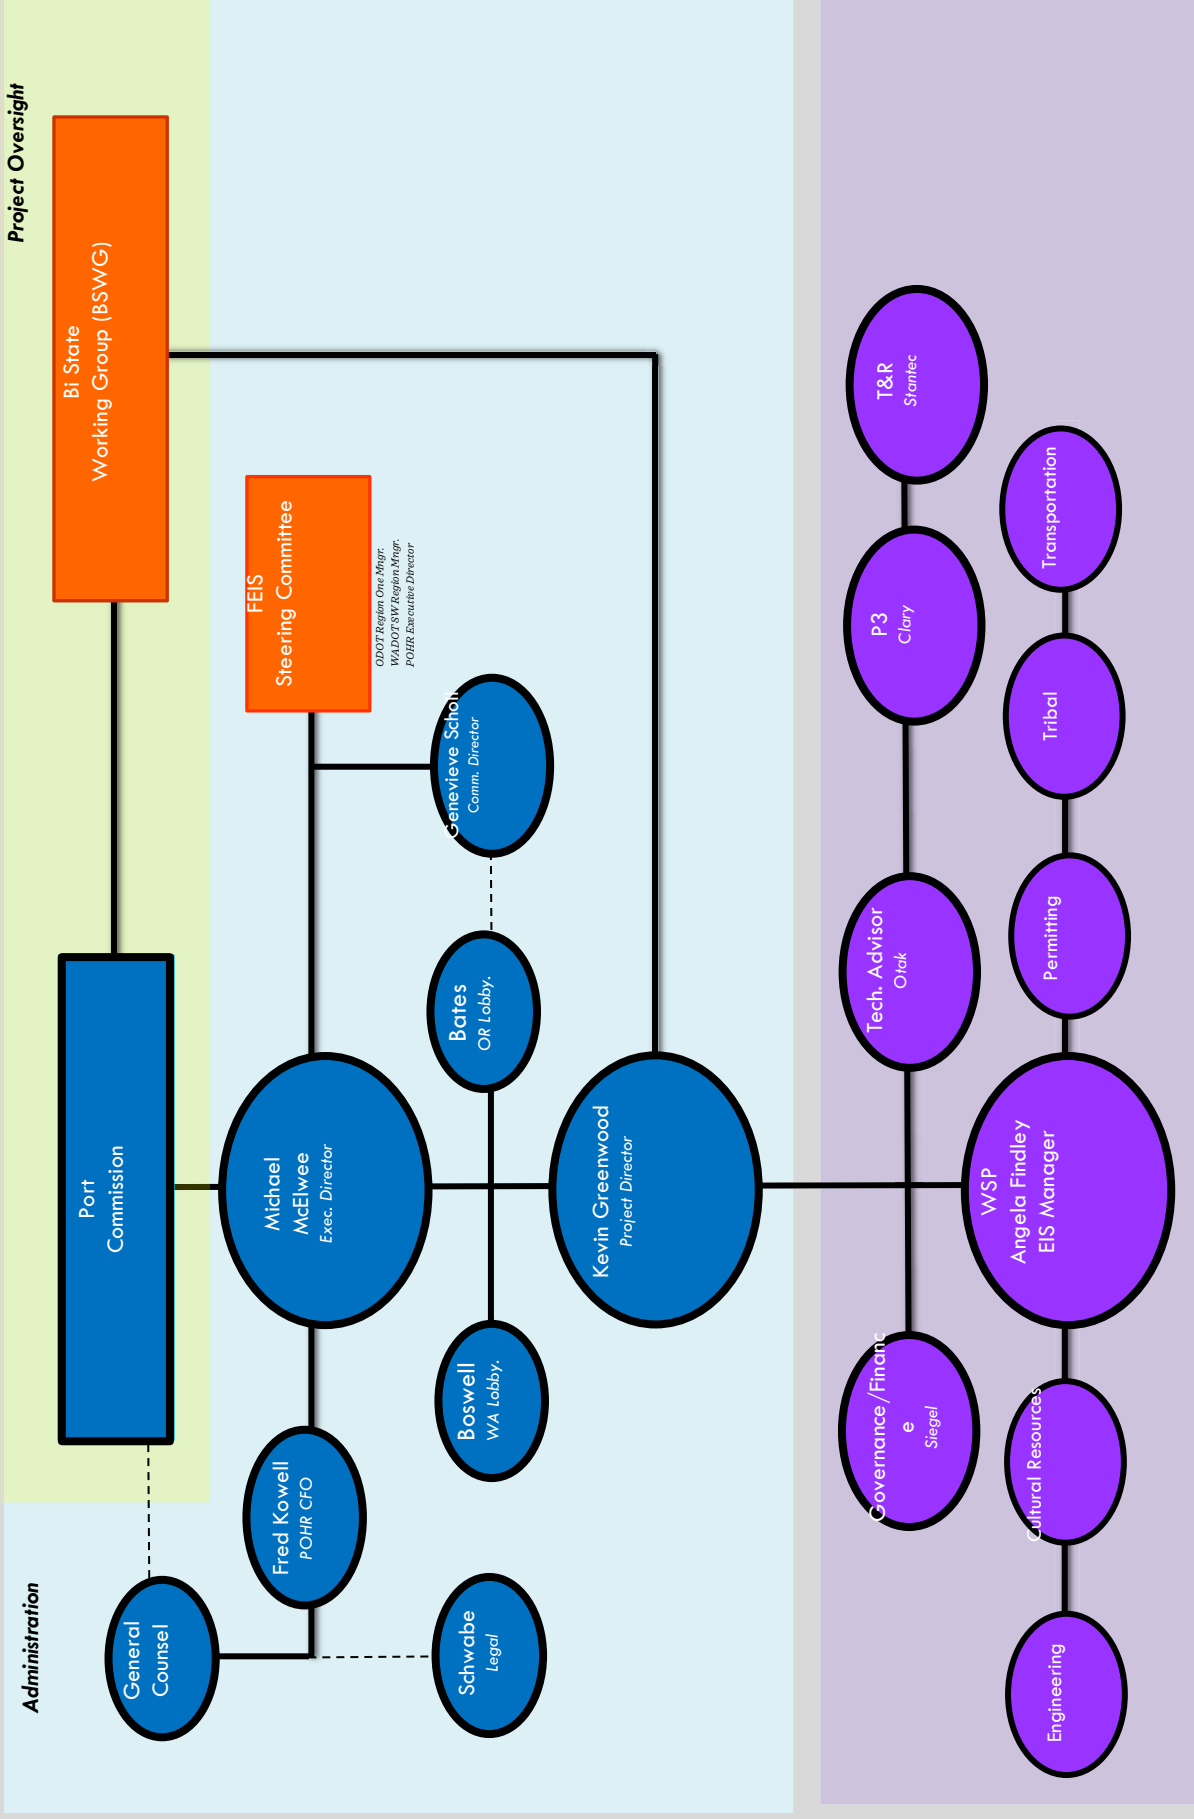 Administration
Project Oversight
Port
Commission
Bi State
Working Group (BSWG)
General
Counsel
Fred Kowell
POHR CFO
Michael
McElwee
Exec. Director
FEIS
Steering Committee
ODOT Region One Mngr.
WADOT SW Region Mngr.
POHR Executive Director
Schwabe
Legal
Boswell
WA Lobby.
Bates
OR Lobby.
Genevieve Scholl
Comm. Director
Kevin Greenwood
Project Director
Governance/Financ
e
Siegel
Tech. Advisor
Otak
P3
Clary
T&R
Stantec
Engineering
Cultural Resources
WSP
Angela Findley
EIS Manager
Permitting
Tribal
Transportation